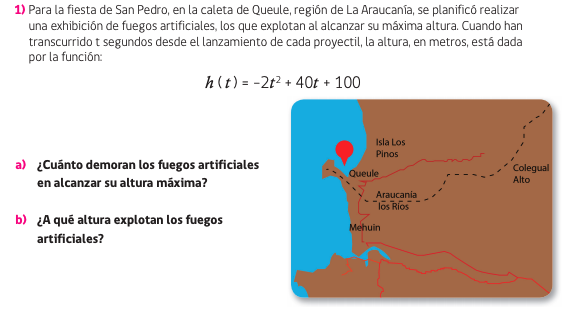 1) Para la fiesta de San Pedro, en la caleta de Queule, región de La Araucanía, se planificó realizar
una exhibición de fuegos artificiales, los que explotan al alcanzar su máxima altura. Cuando han
transcurrido t segundos desde el lanzamiento de cada proyectil, la altura, en metros, está dada
por la función:
h ( t ) = –2t² + 40t + 100
a) ¿Cuánto demoran los fuegos artificiales
en alcanzar su altura máxima?
b) ¿A qué altura explotan los fuegos
artificiales?
Isla Los
Pinos
Queule
Colegual
Alto
Araucanía
los Ríos
Mehuin